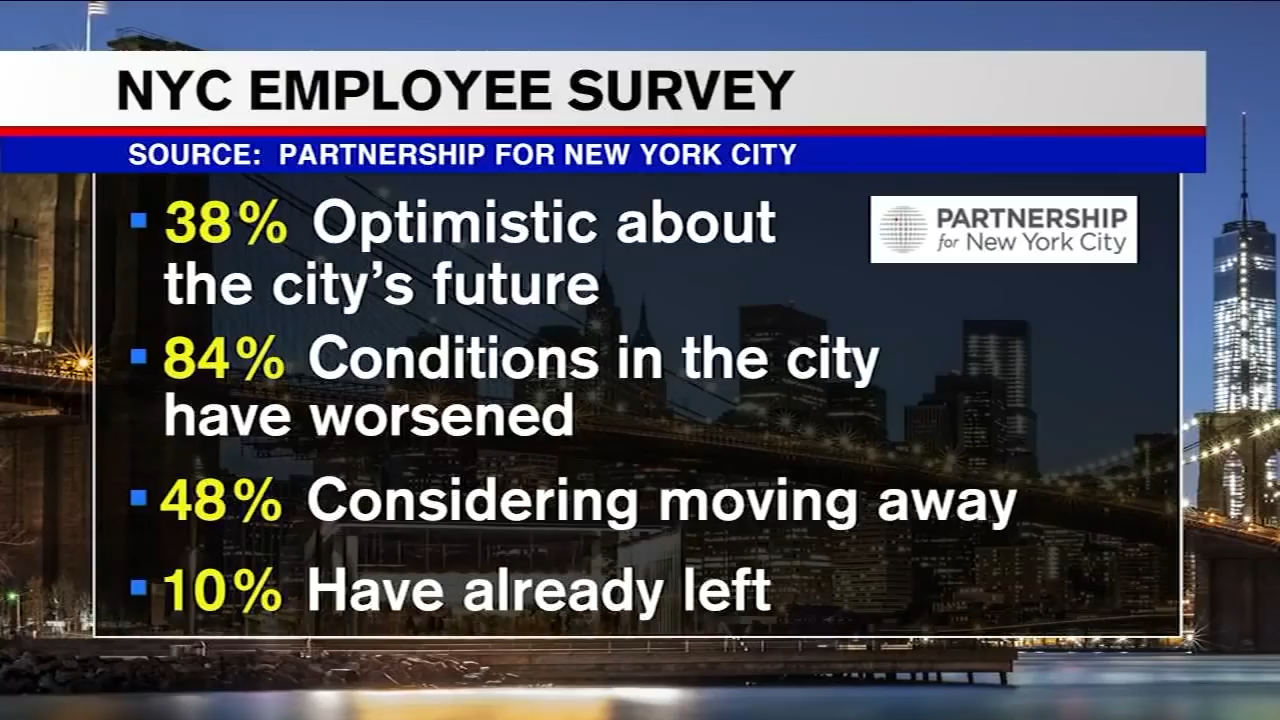 NYC EMPLOYEE SURVEY
SOURCE: PARTNERSHIP FOR NEW YORK CITY
PARTNERSHIP
for New York City
▪ 38% Optimistic about
the city’s future
▪ 84% Conditions in the city
have worsened
▪ 48% Considering moving away
▪ 10% Have already left